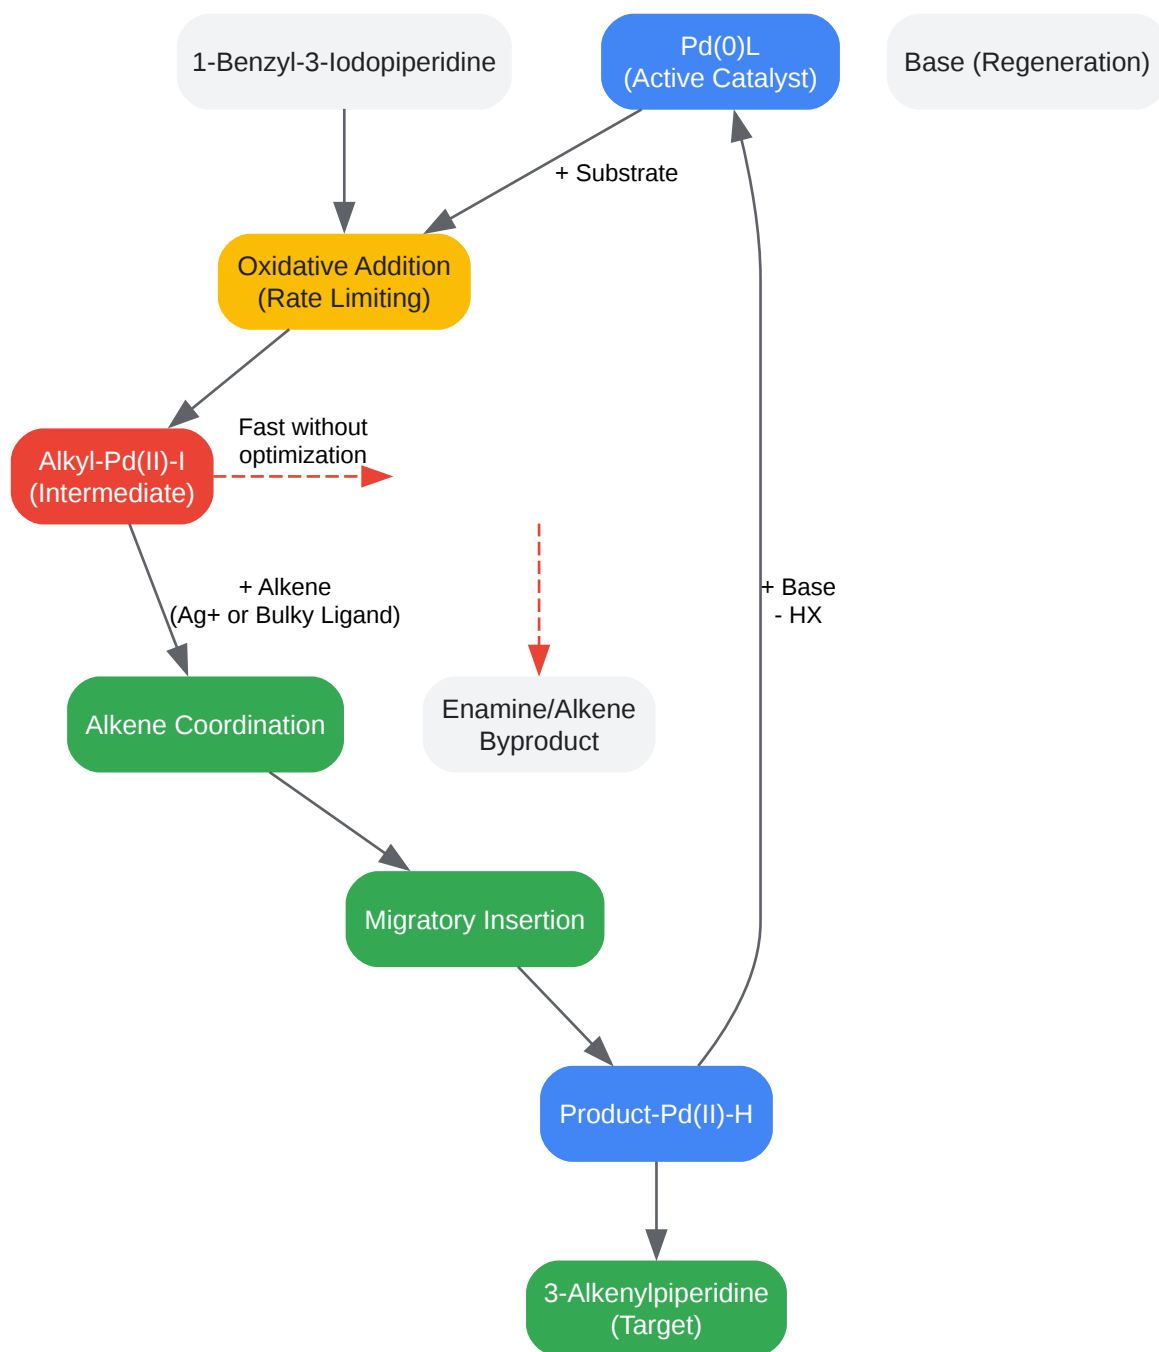 1-Benzyl-3-Iodopiperidine
Pd(0)L
(Active Catalyst)
Base (Regeneration)
+ Substrate
Oxidative Addition
(Rate Limiting)
Fast without
optimization
Alkyl-Pd(II)-I
(Intermediate)
+ Alkene
(Ag+ or Bulky Ligand)
+ Base
- HX
Alkene Coordination
Enamine/Alkene
Byproduct
Migratory Insertion
Product-Pd(II)-H
3-Alkenylpiperidine
(Target)